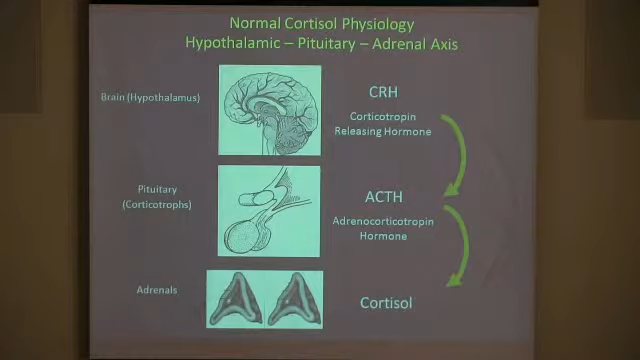 Normal Cortisol Physiology
Hypothalamic – Pituitary – Adrenal Axis
Brain (Hypothalamus)
CRH
Corticotropin
Releasing Hormone
Pituitary
(Corticotrophs)
ACTH
Adrenocorticotropin
Hormone
Adrenals
Cortisol